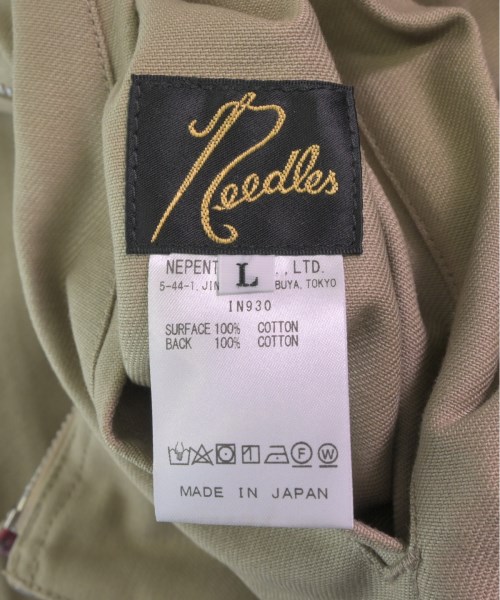 Needles
L
NEPENT ., LTD.
5-44-1, JIN BUYA, TOKYO
IN930
SURFACE 100% COTTON
BACK 100% COTTON
F W
MADE IN JAPAN